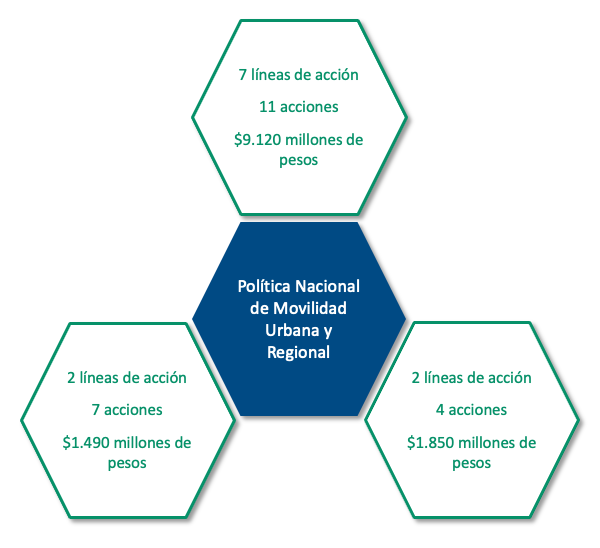 7 líneas de acción
11 acciones
$9.120 millones de
pesos
Política Nacional
de Movilidad
Urbana y
Regional
2 líneas de acción
7 acciones
$1.490 millones de
pesos
2 líneas de acción
4 acciones
$1.850 millones de
pesos